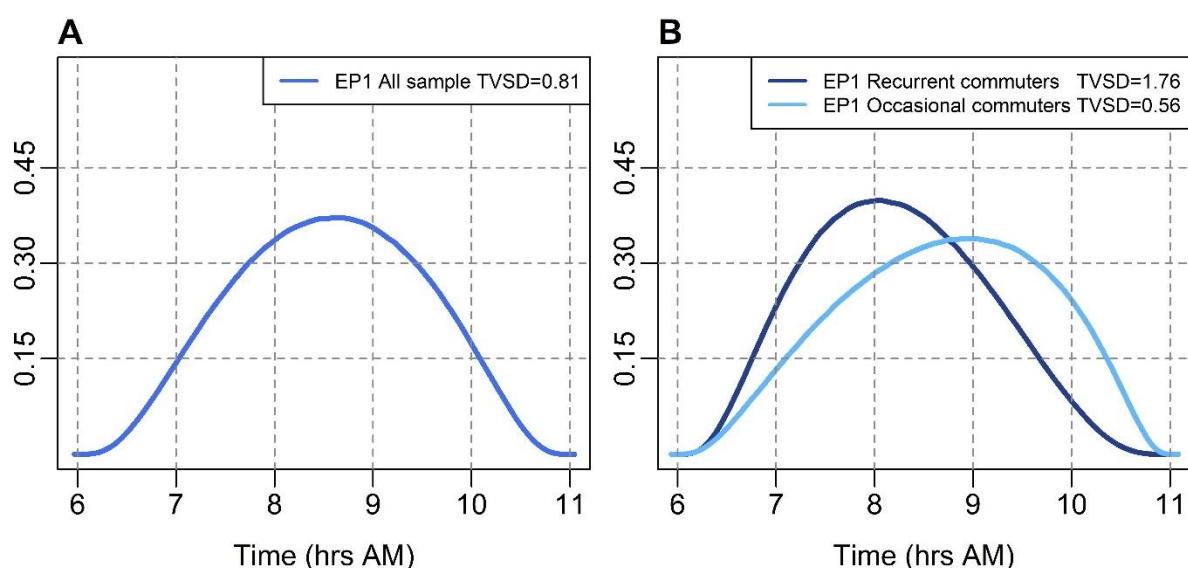 A
EP1 All sample TVSD=0.81
0.45
0.30
0.15
6 7 8 9 10 11
Time (hrs AM)
B
EP1 Recurrent commuters TVSD=1.76
EP1 Occasional commuters TVSD=0.56
0.45
0.30
0.15
6 7 8 9 10 11
Time (hrs AM)